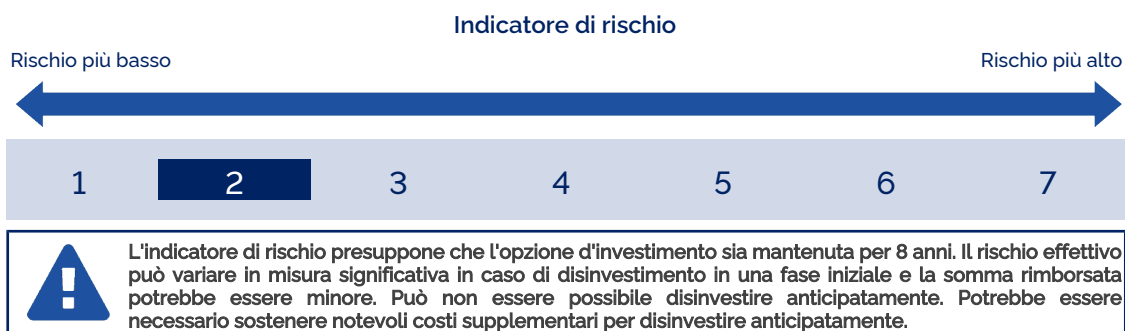 Indicatore di rischio
Rischio più basso
Rischio più alto
1 2 3 4 5 6 7
L'indicatore di rischio presuppone che l'opzione d'investimento sia mantenuta per 8 anni. Il rischio effettivo
può variare in misura significativa in caso di disinvestimento in una fase iniziale e la somma rimborsata
potrebbe essere minore. Può non essere possibile disinvestire anticipatamente. Potrebbe essere
necessario sostenere notevoli costi supplementari per disinvestire anticipatamente.